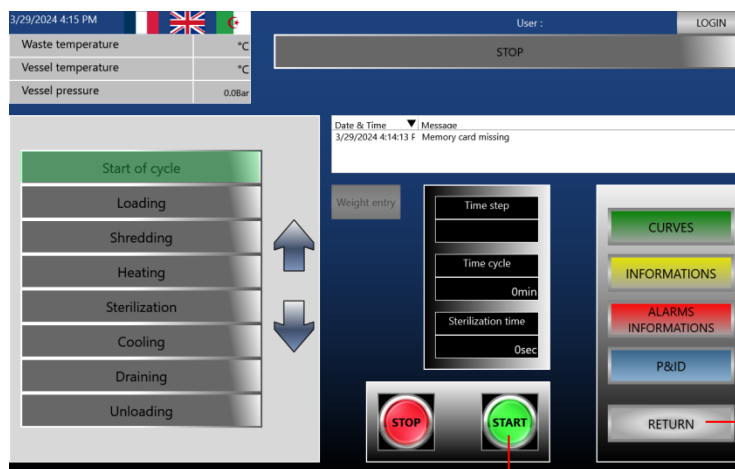 3/29/2024 4:15 PM
User :
LOGIN
Waste temperature °C
Vessel temperature °C
Vessel pressure 0.0Bar
STOP
Date & Time Message
3/29/2024 4:14:13 P Memory card missing
Start of cycle
Loading
Shredding
Heating
Sterilization
Cooling
Draining
Unloading
Weight entry
Time step
Time cycle
0min
Sterilization time
0sec
STOP
START
CURVES
INFORMATIONS
ALARMS
INFORMATIONS
P&ID
RETURN